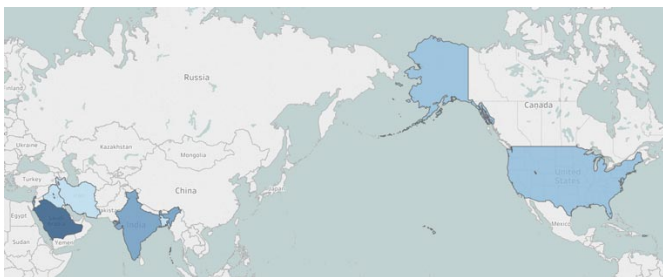 Russia
Canada
Finland
Ukraine
Kazakhstan
Mongolia
Turkey
China
United
States
Egypt
India
Mexico
Sudan
Yemen